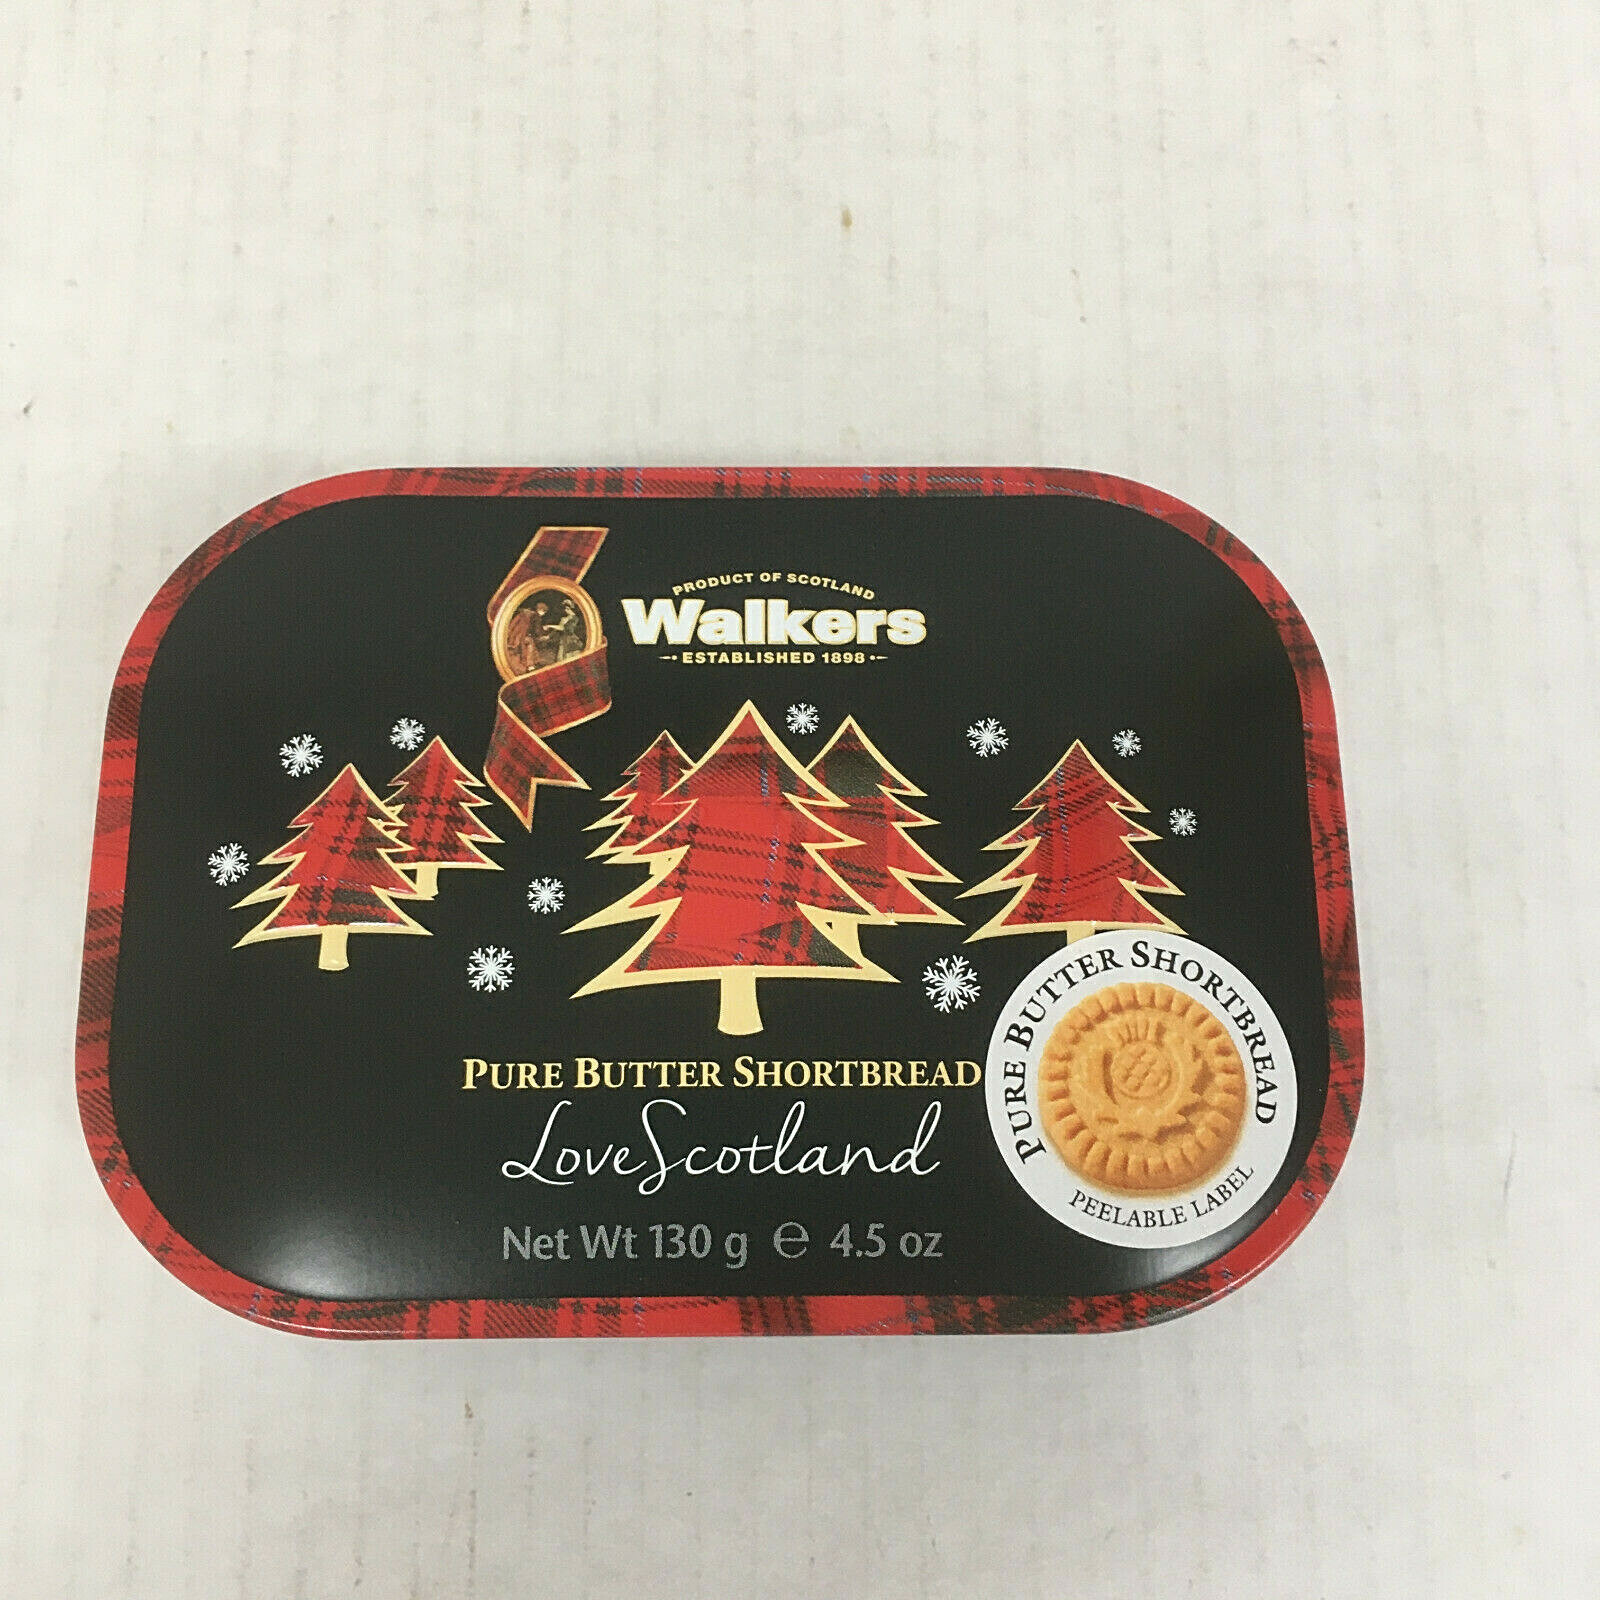 PRODUCT OF SCOTLAND
Walkers
ESTABLISHED 1898
PURE BUTTER SHORTBREAD
LoveScotland
Net Wt 130 g ℮ 4.5 oz
PURE BUTTER SHORTBREAD
PEELABLE LABEL